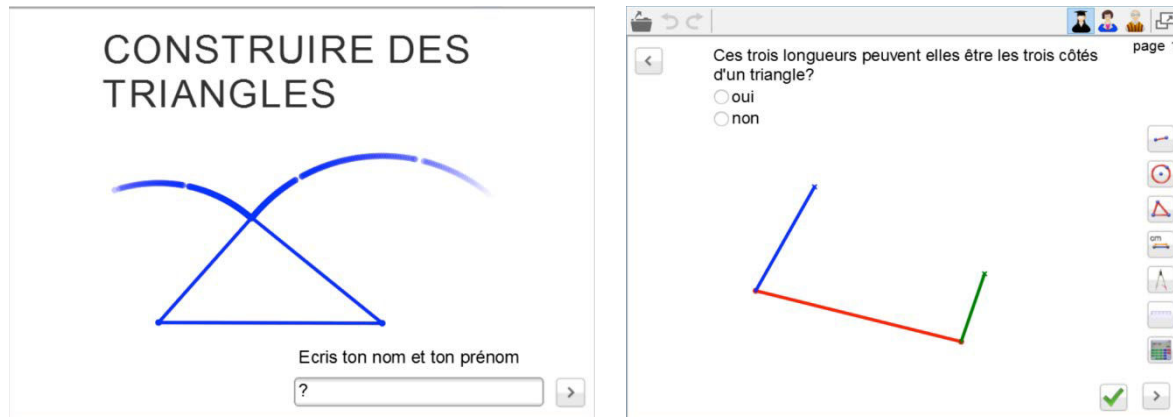 CONSTRUIRE DES
TRIANGLES
Ecris ton nom et ton prénom
?
page
Ces trois longueurs peuvent elles être les trois côtés
d'un triangle?
oui
non
cm